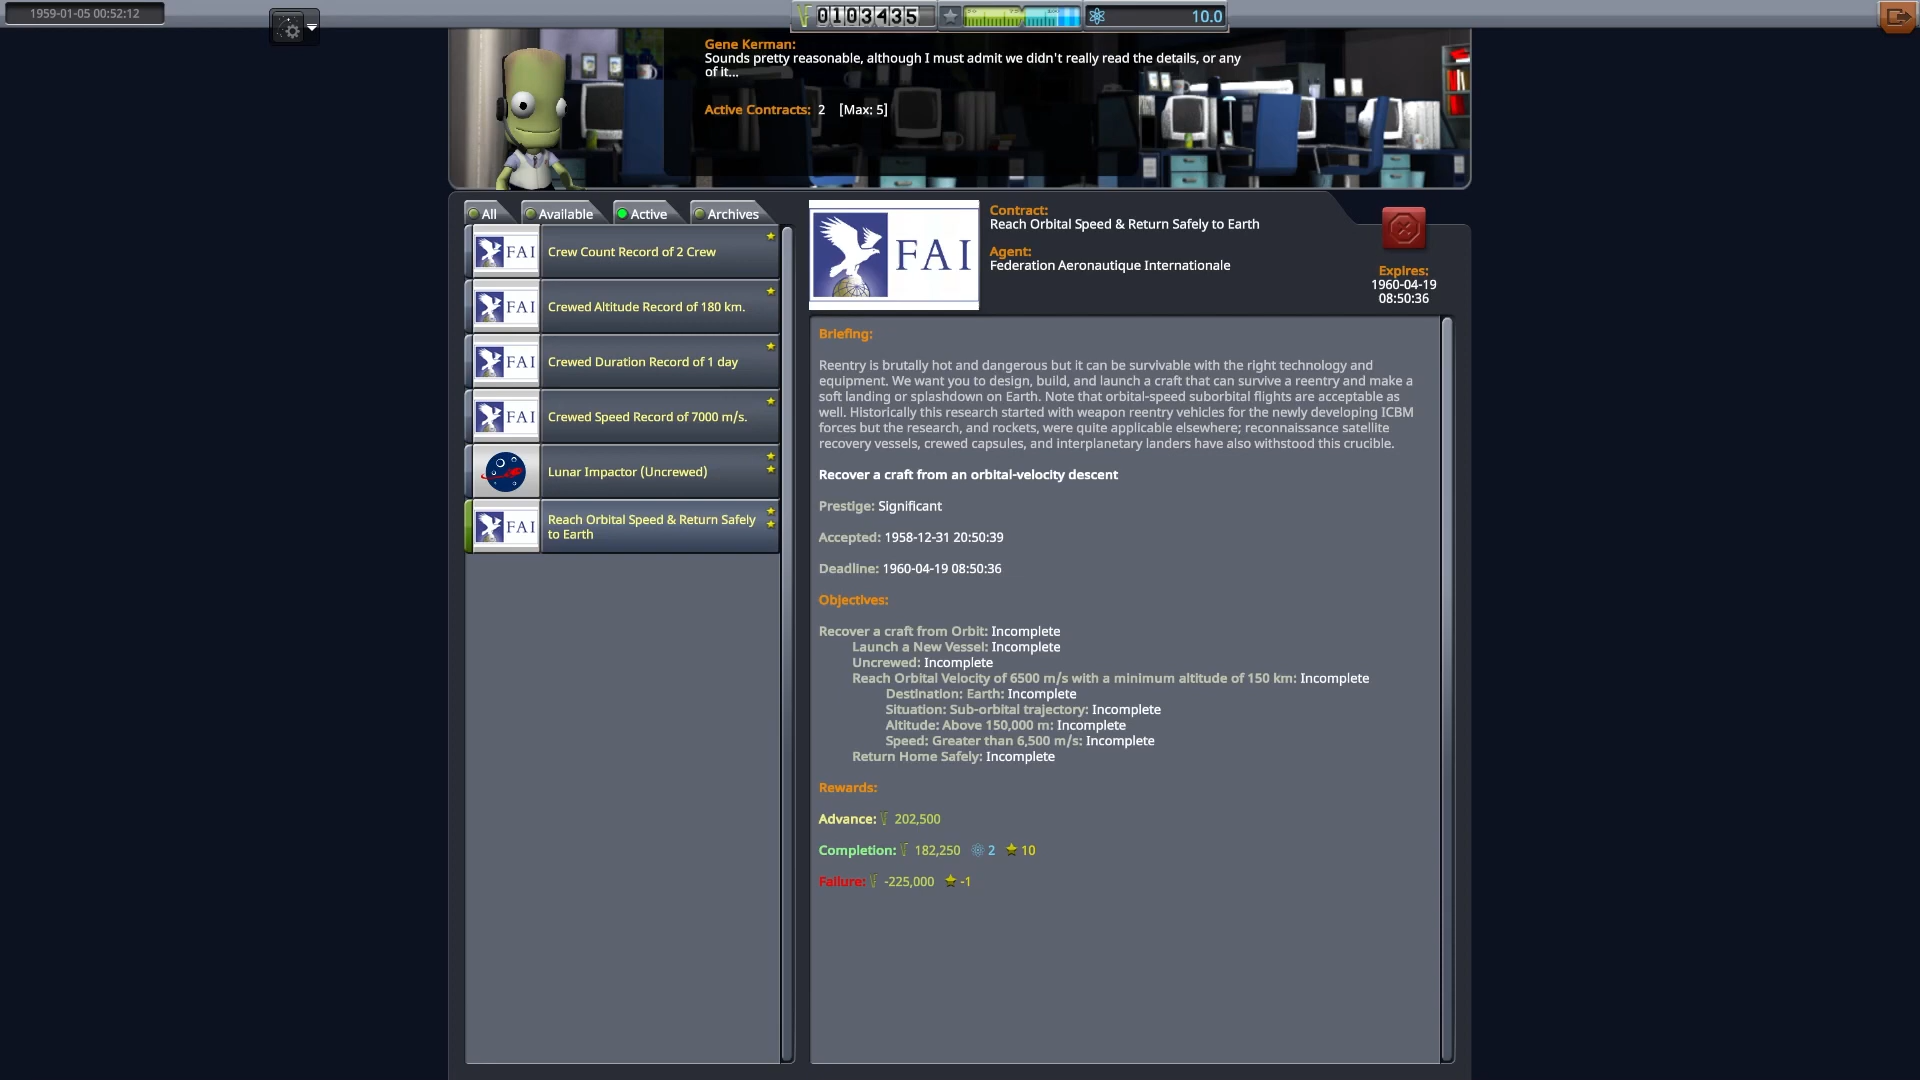 1959-01-05 00:52:12
0103435
10.0
Gene Kerman:
Sounds pretty reasonable, although I must admit we didn't really read the details, or any
of it...
Active Contracts: 2 [Max: 5]
All
Available
Active
Archives
FAI
Crew Count Record of 2 Crew
FAI
Crewed Altitude Record of 180 km.
FAI
Crewed Duration Record of 1 day
FAI
Crewed Speed Record of 7000 m/s.
Lunar Impactor (Uncrewed)
FAI
Reach Orbital Speed & Return Safely
to Earth
FAI
Contract:
Reach Orbital Speed & Return Safely to Earth
Agent:
Federation Aeronautique Internationale
Expires:
1960-04-19
08:50:36
Briefing:
Reentry is brutally hot and dangerous but it can be survivable with the right technology and
equipment. We want you to design, build, and launch a craft that can survive a reentry and make a
soft landing or splashdown on Earth. Note that orbital-speed suborbital flights are acceptable as
well. Historically this research started with weapon reentry vehicles for the newly developing ICBM
forces but the research, and rockets, were quite applicable elsewhere; reconnaissance satellite
recovery vessels, crewed capsules, and interplanetary landers have also withstood this crucible.
Recover a craft from an orbital-velocity descent
Prestige: Significant
Accepted: 1958-12-31 20:50:39
Deadline: 1960-04-19 08:50:36
Objectives:
Recover a craft from Orbit: Incomplete
Launch a New Vessel: Incomplete
Uncrewed: Incomplete
Reach Orbital Velocity of 6500 m/s with a minimum altitude of 150 km: Incomplete
Destination: Earth: Incomplete
Situation: Sub-orbital trajectory: Incomplete
Altitude: Above 150,000 m: Incomplete
Speed: Greater than 6,500 m/s: Incomplete
Return Home Safely: Incomplete
Rewards:
Advance: 202,500
Completion: 182,250 2 10
Failure: -225,000 -1